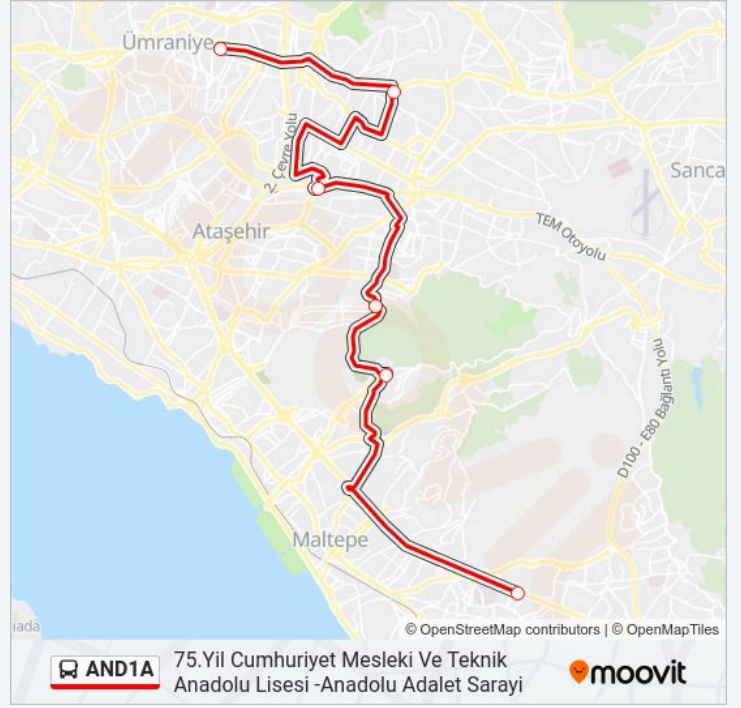 Ümraniye
2. Çevre Yolu
Sanca
Ataşehir
TEM Otoyolu
D100 - E80 Bağlantı Yolu
Maltepe
iada
© OpenStreetMap contributors | © OpenMapTiles
AND1A
75.Yil Cumhuriyet Mesleki Ve Teknik
Anadolu Lisesi -Anadolu Adalet Sarayi
moovit